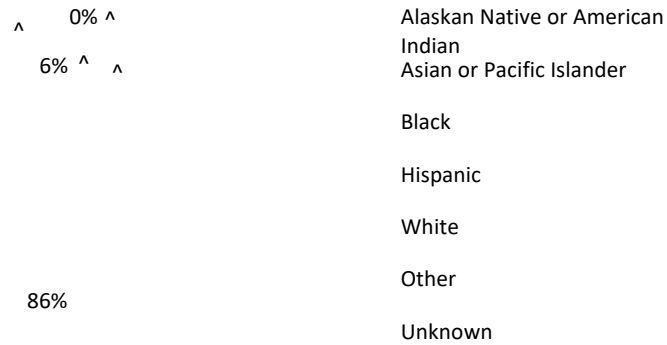 ^ 0% ^
Alaskan Native or American
Indian
6% ^ ^
Asian or Pacific Islander
Black
Hispanic
White
Other
86%
Unknown